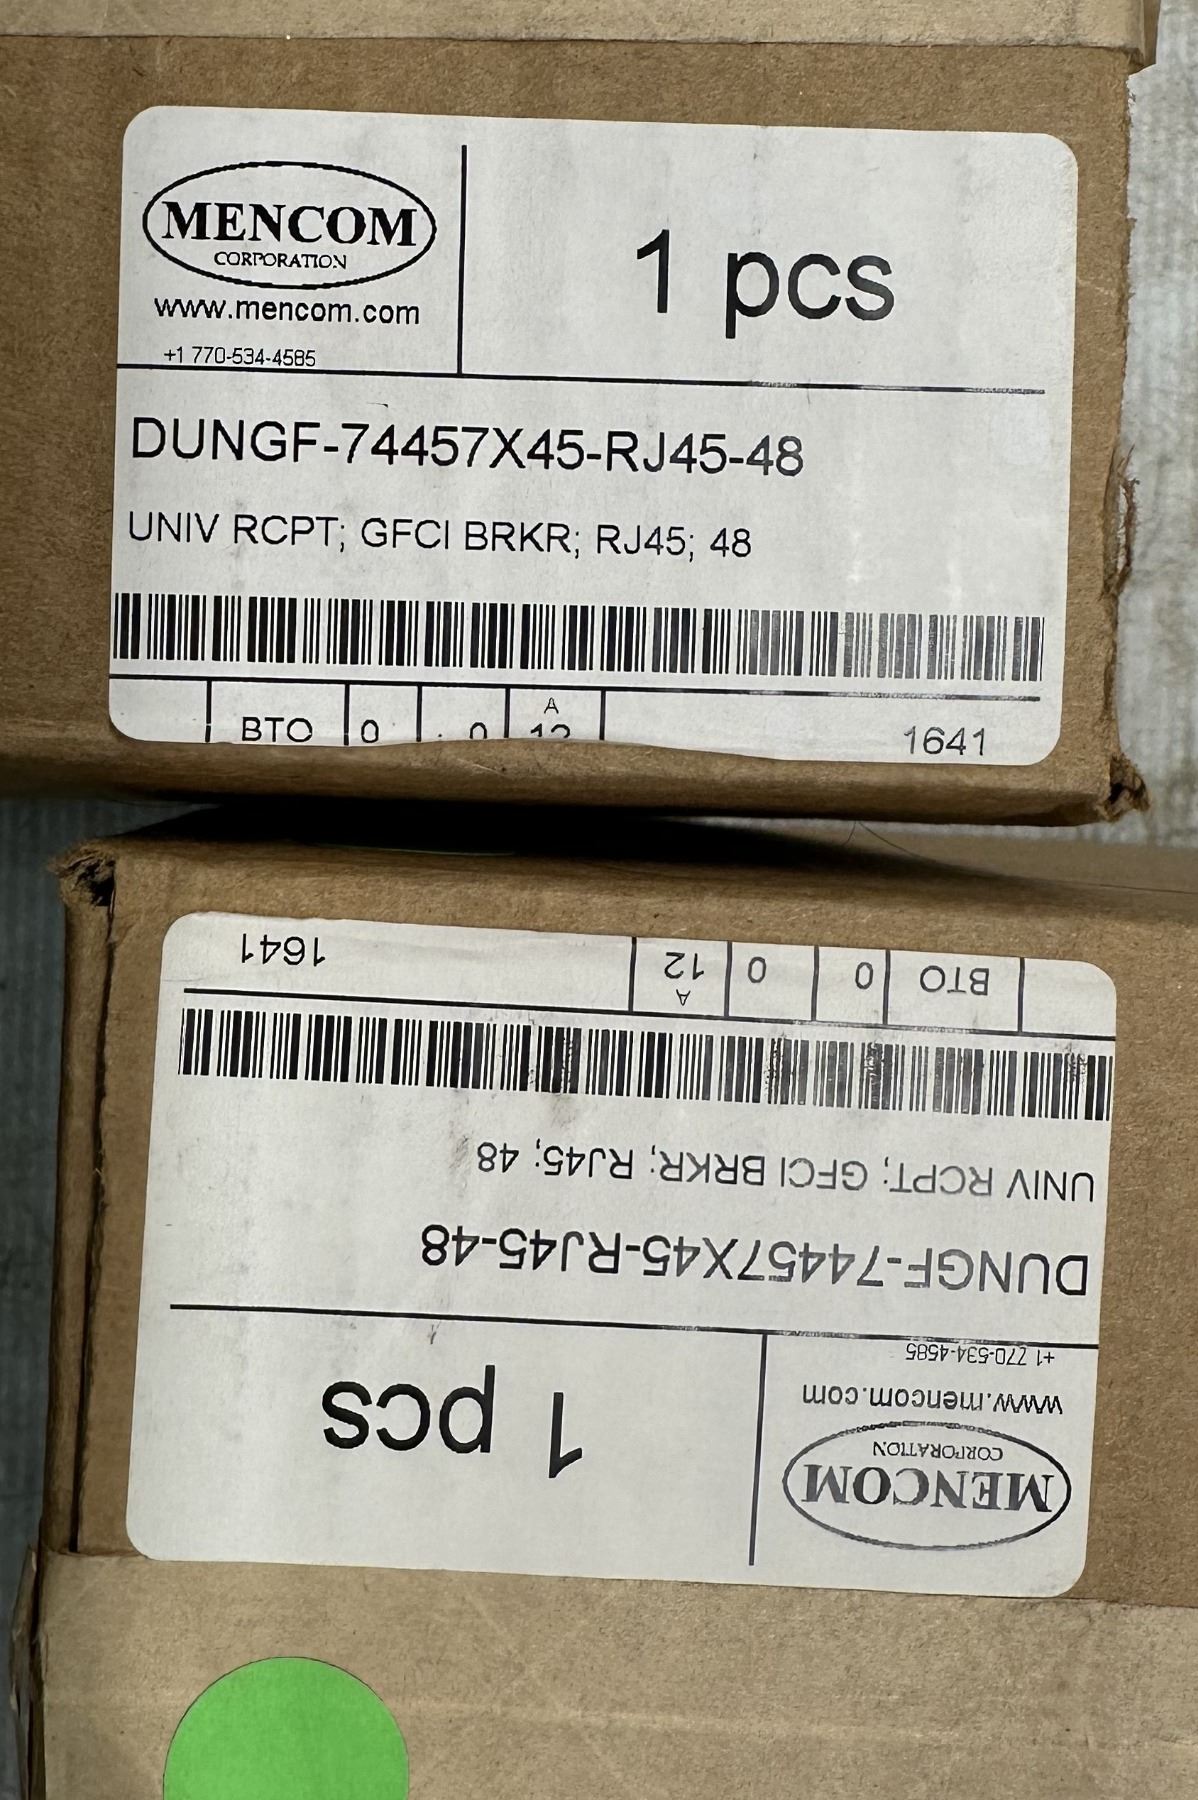 MENCOM
CORPORATION
www.mencom.com
+1 770-534-4585
1 pcs
DUNGF-74457X45-RJ45-48
UNIV RCPT; GFCI BRKR; RJ45; 48
BTO 0 0 A 12 1641
MENCOM
CORPORATION
www.mencom.com
+1 770-534-4585
1 pcs
DUNGF-74457X45-RJ45-48
UNIV RCPT; GFCI BRKR; RJ45; 48
BTO 0 0 A 12 1641